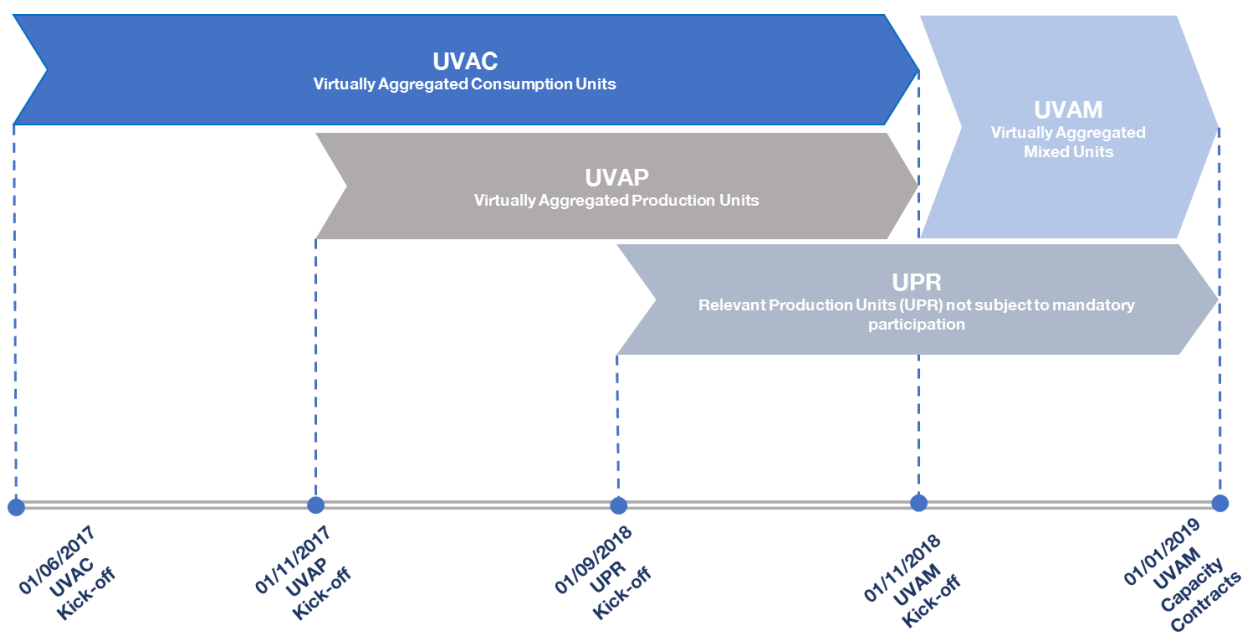 UVAC
Virtually Aggregated Consumption Units
UVAM
Virtually Aggregated
Mixed Units
UVAP
Virtually Aggregated Production Units
UPR
Relevant Production Units (UPR) not subject to mandatory
participation
01/06/2017
UVAC
Kick-off
01/11/2017
UVAP
Kick-off
01/09/2018
UPR
Kick-off
01/11/2018
UVAM
Kick-off
01/01/2019
UVAM
Capacity
Contracts